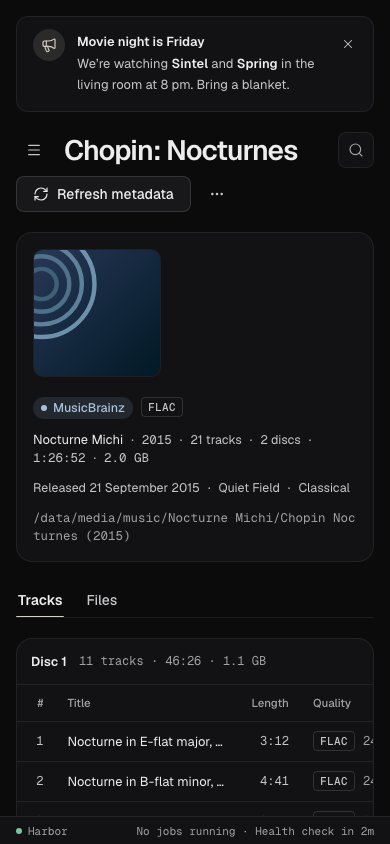 Movie night is Friday
We're watching Sintel and Spring in the
living room at 8 pm. Bring a blanket.
Chopin: Nocturnes
Refresh metadata
MusicBrainz FLAC
Nocturne Michi · 2015 · 21 tracks · 2 discs ·
1:26:52 · 2.0 GB
Released 21 September 2015 · Quiet Field · Classical
/data/media/music/Nocturne Michi/Chopin Noc
turnes (2015)
Tracks Files
Disc 1 11 tracks · 46:26 · 1.1 GB
# Title Length Quality
1 Nocturne in E-flat major, … 3:12 FLAC 24
2 Nocturne in B-flat minor, … 4:41 FLAC 24
Harbor No jobs running · Health check in 2m